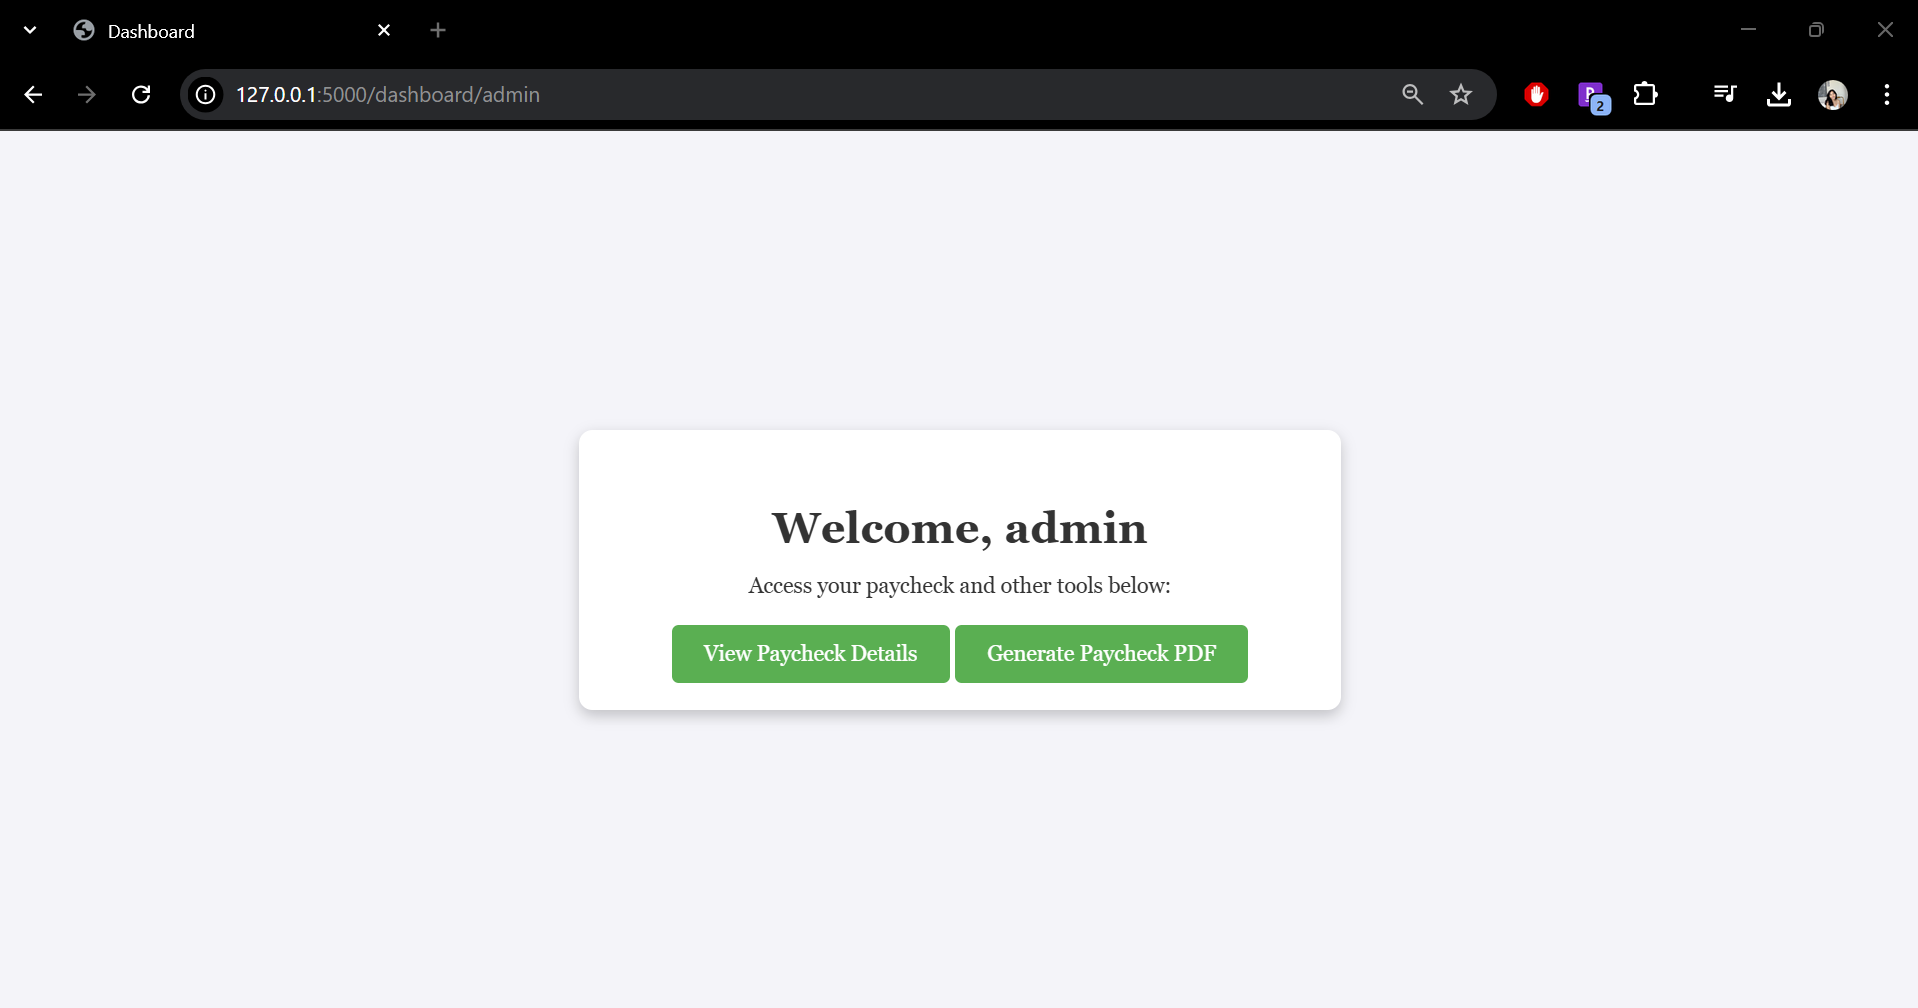 Dashboard
127.0.0.1:5000/dashboard/admin
2
Welcome, admin
Access your paycheck and other tools below:
View Paycheck Details
Generate Paycheck PDF